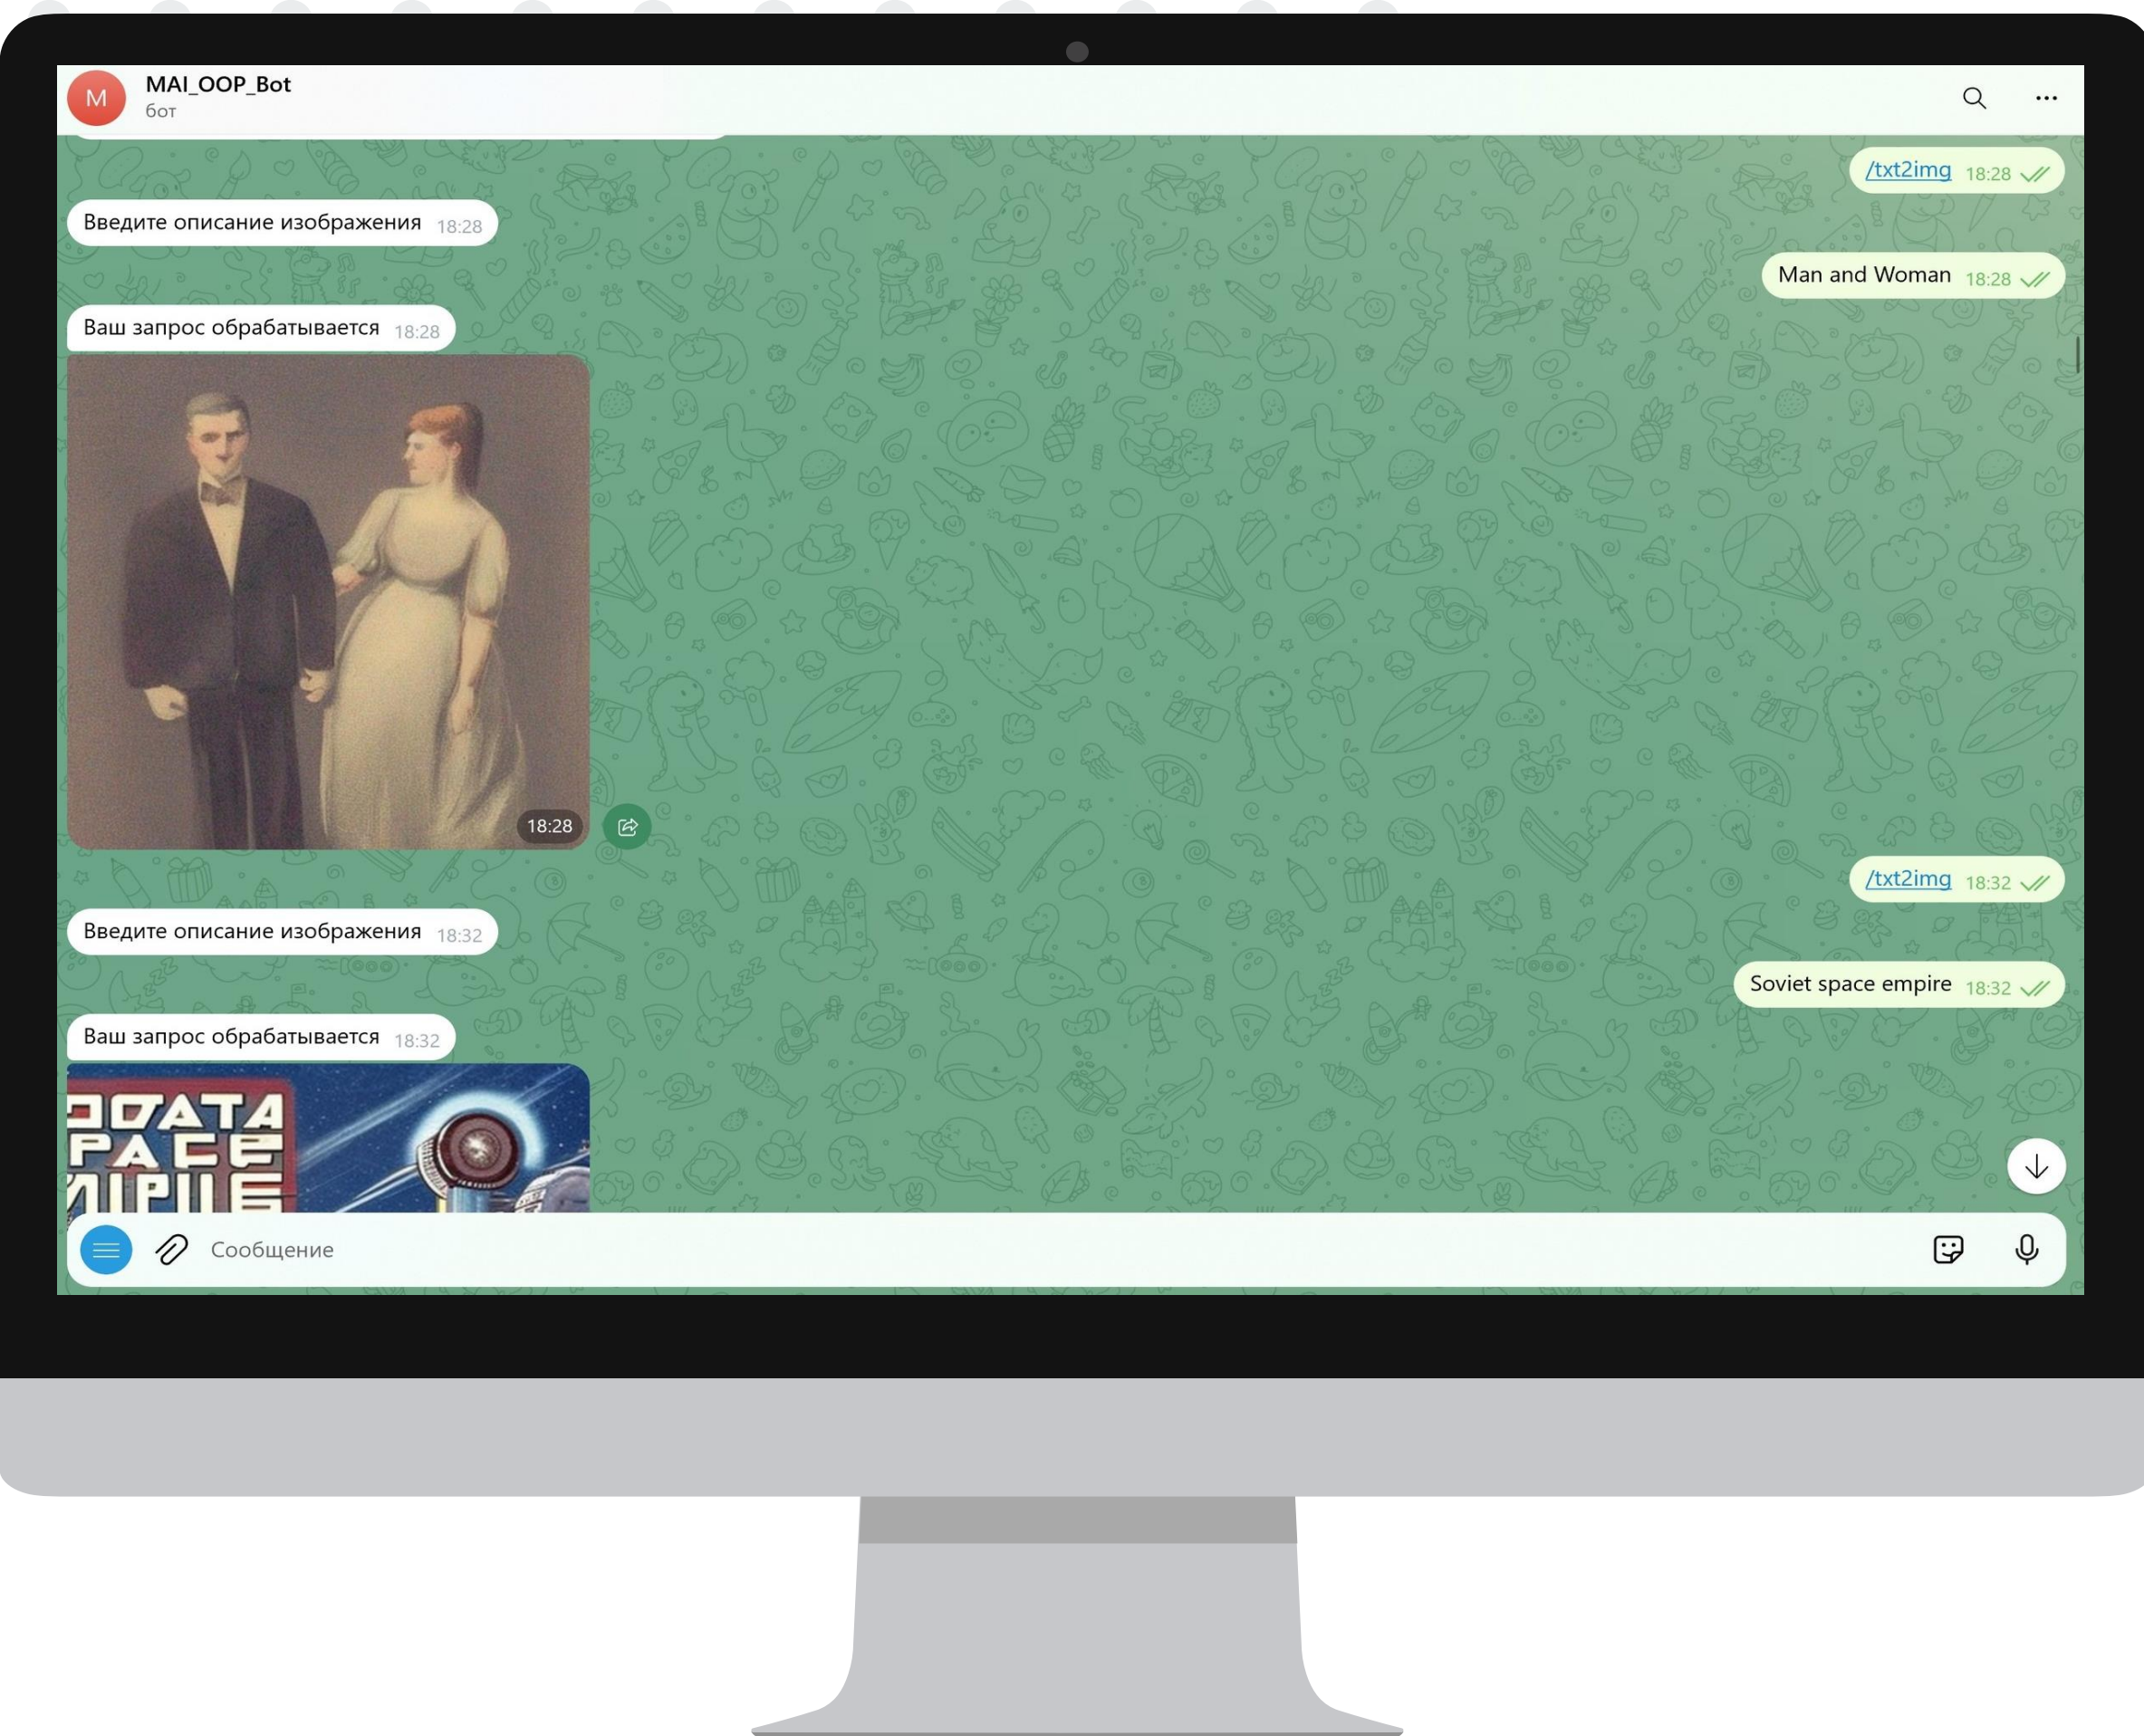 M
MAI_OOP_Bot
бот
/txt2img 18:28
Введите описание изображения 18:28
Man and Woman 18:28
Ваш запрос обрабатывается 18:28
18:28
/txt2img 18:32
Введите описание изображения 18:32
Soviet space empire 18:32
Ваш запрос обрабатывается 18:32
Сообщение